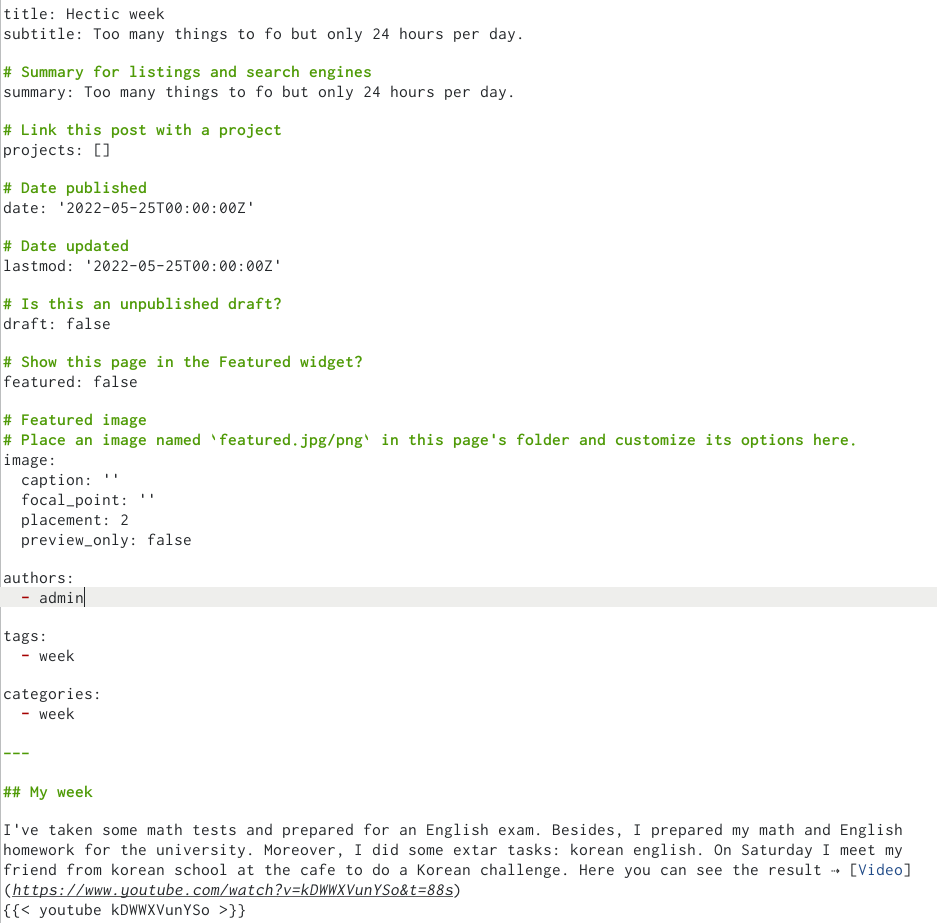 title: Hectic week
subtitle: Too many things to fo but only 24 hours per day.
# Summary for listings and search engines
summary: Too many things to fo but only 24 hours per day.
# Link this post with a project
projects: []
# Date published
date: '2022-05-25T00:00:00Z'
# Date updated
lastmod: '2022-05-25T00:00:00Z'
# Is this an unpublished draft?
draft: false
# Show this page in the Featured widget?
featured: false
# Featured image
# Place an image named `featured.jpg/png` in this page's folder and customize its options here.
image:
  caption: ''
  focal_point: ''
  placement: 2
  preview_only: false
authors:
  - admin
tags:
  - week
categories:
  - week
---
## My week
I've taken some math tests and prepared for an English exam. Besides, I prepared my math and English
homework for the university. Moreover, I did some extar tasks: korean english. On Saturday I meet my
friend from korean school at the cafe to do a Korean challenge. Here you can see the result ⇢ [Video]
(https://www.youtube.com/watch?v=kDWWXVunYSo&t=88s)
{{< youtube kDWWXVunYSo >}}